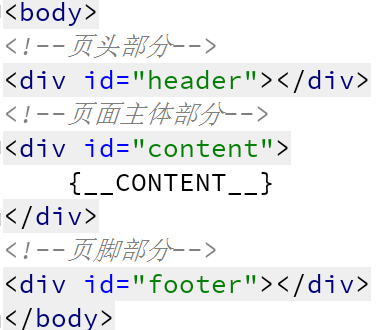 <body>
<!--页头部分-->
<div id="header"></div>
<!--页面主体部分-->
<div id="content">
    {__CONTENT__}
</div>
<!--页脚部分-->
<div id="footer"></div>
</body>